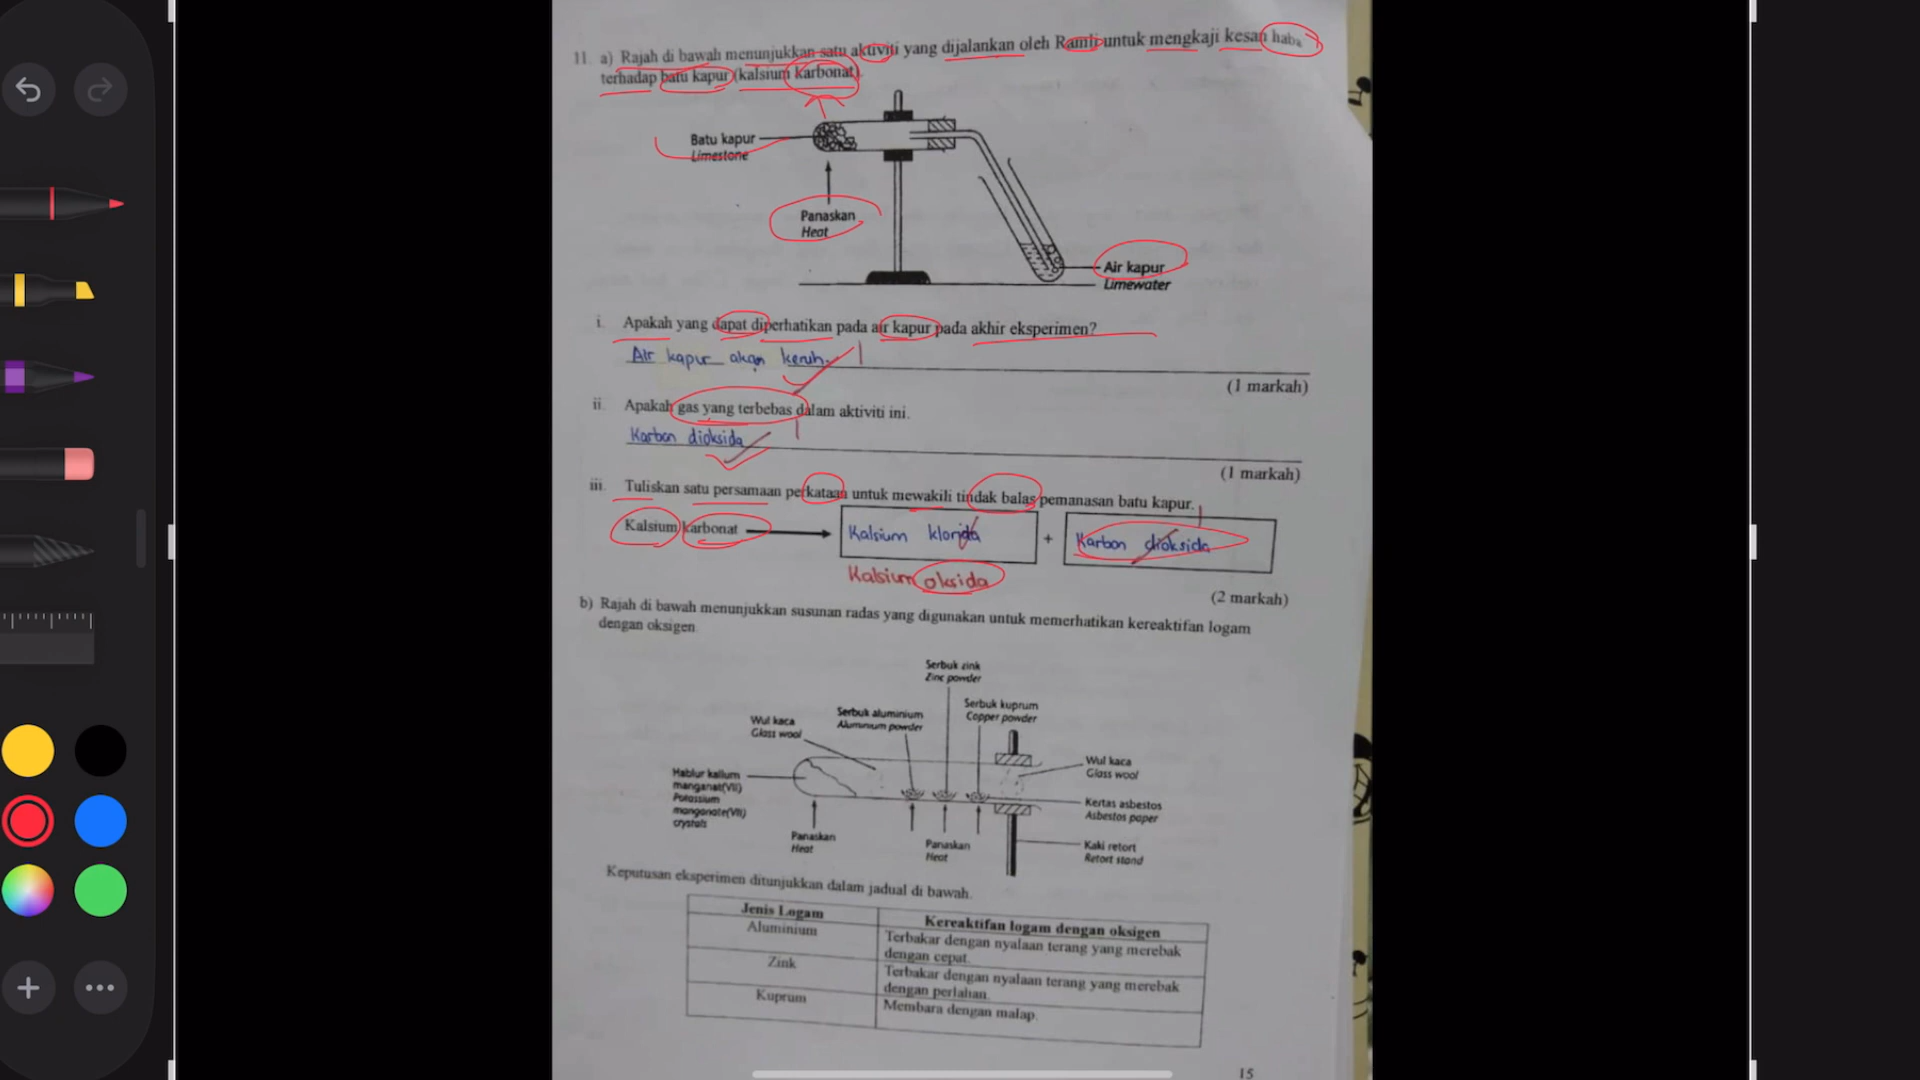 11. a) Rajah di bawah menunjukkan satu aktiviti yang dijalankan oleh Ramli untuk mengkaji kesan haba
terhadap batu kapur (kalsium karbonat).
Batu kapur
Limestone
Panaskan
Heat
Air kapur
Limewater
i. Apakah yang dapat diperhatikan pada air kapur pada akhir eksperimen?
Air kapur akan keruh.
(1 markah)
ii. Apakah gas yang terbebas dalam aktiviti ini.
Karbon dioksida
(1 markah)
iii. Tuliskan satu persamaan perkataan untuk mewakili tindak balas pemanasan batu kapur.
Kalsium karbonat
Kalsium klorida + Karbon dioksida
Kalsium oksida
(2 markah)
b) Rajah di bawah menunjukkan susunan radas yang digunakan untuk memerhatikan kereaktifan logam
dengan oksigen
Serbuk zink
Zinc powder
Serbuk kuprum
Copper powder
Serbuk aluminium
Aluminium powder
Wul kaca
Glass wool
Wul kaca
Glass wool
Hablur kalium
manganat(VII)
Potassium
manganate(VII)
crystals
Kertas asbestos
Asbestos paper
Panaskan
Heat
Panaskan
Heat
Kaki retort
Retort stand
Keputusan eksperimen ditunjukkan dalam jadual di bawah.
Jenis Logam
Kereaktifan logam dengan oksigen
Aluminium
Terbakar dengan nyalaan terang yang merebak
dengan cepat.
Zink
Terbakar dengan nyalaan terang yang merebak
dengan perlahan.
Kuprum
Membara dengan malap.
15